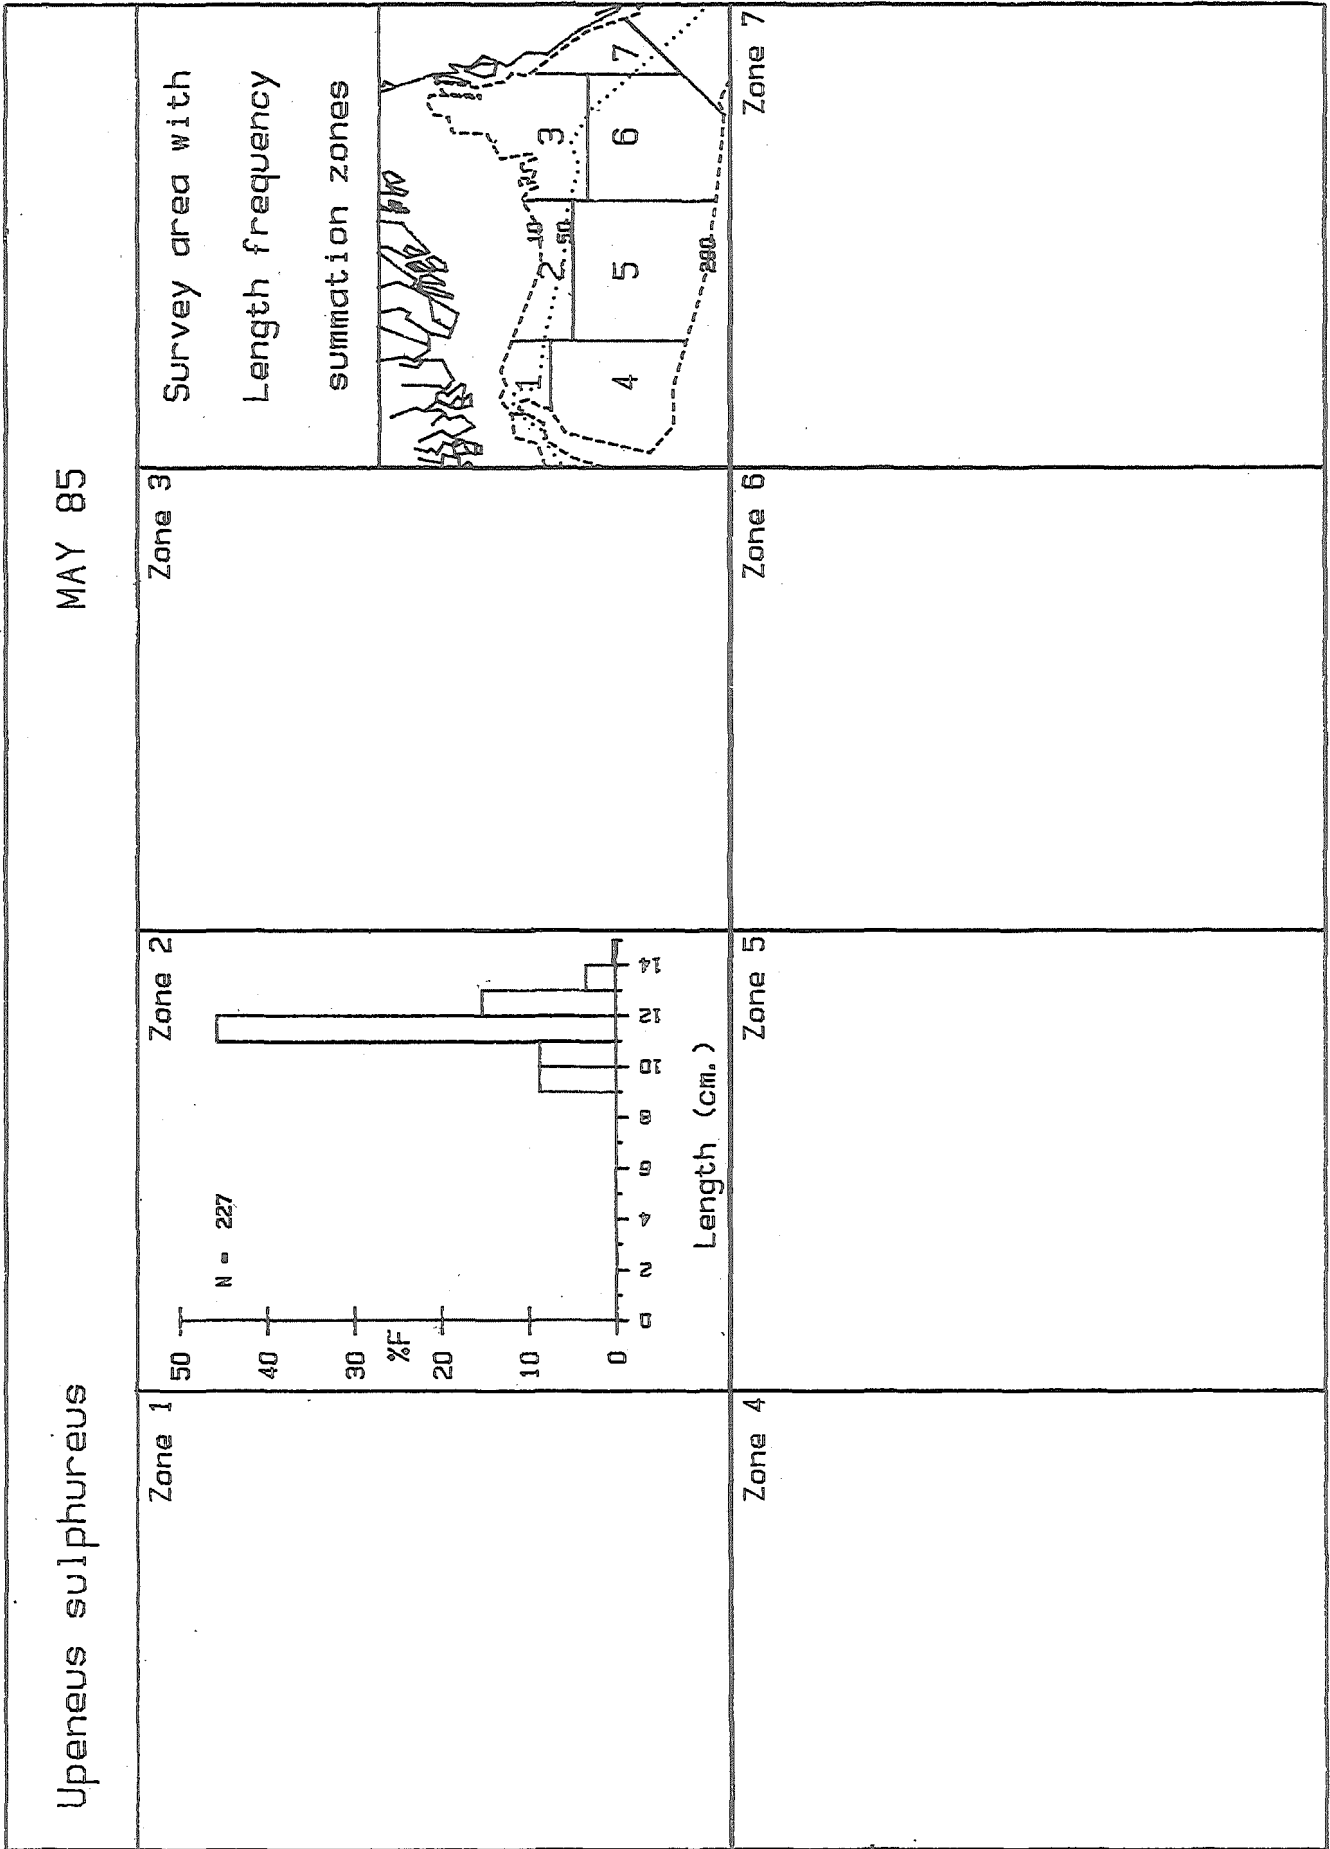 Upeneus sulphureus
MAY 85
Zone 1
Zone 2
N = 227
50
40
30
20
10
0
%F
0 2 4 6 8 10 12 14
Length (cm.)
Zone 3
Survey area with
Length frequency
summation zones
1
2
3
4
5
6
7
10
50
200
Zone 4
Zone 5
Zone 6
Zone 7